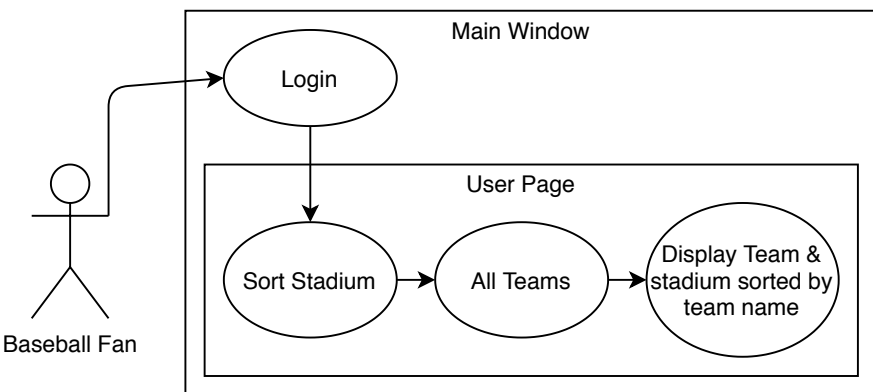 Main Window
Login
User Page
Sort Stadium
All Teams
Display Team &
stadium sorted by
team name
Baseball Fan